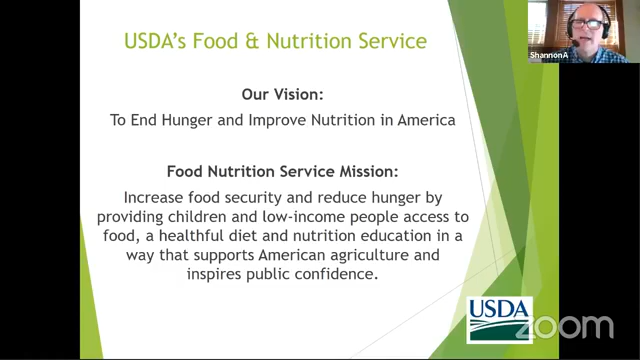 USDA's Food & Nutrition Service
Our Vision:
To End Hunger and Improve Nutrition in America
Food Nutrition Service Mission:
Increase food security and reduce hunger by
providing children and low-income people access to
food, a healthful diet and nutrition education in a
way that supports American agriculture and
inspires public confidence.
ShannonA
USDA
zoom